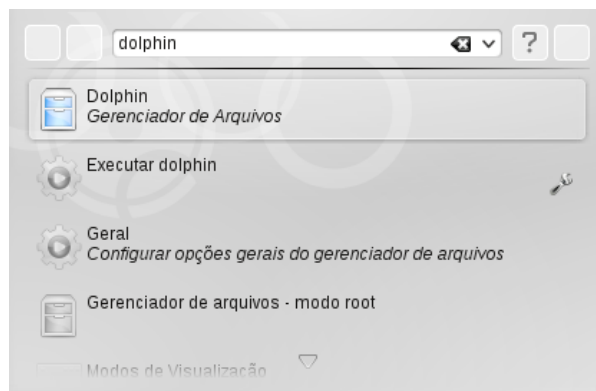 dolphin
?
Dolphin
Gerenciador de Arquivos
Executar dolphin
Geral
Configurar opções gerais do gerenciador de arquivos
Gerenciador de arquivos - modo root
Modos de Visualização